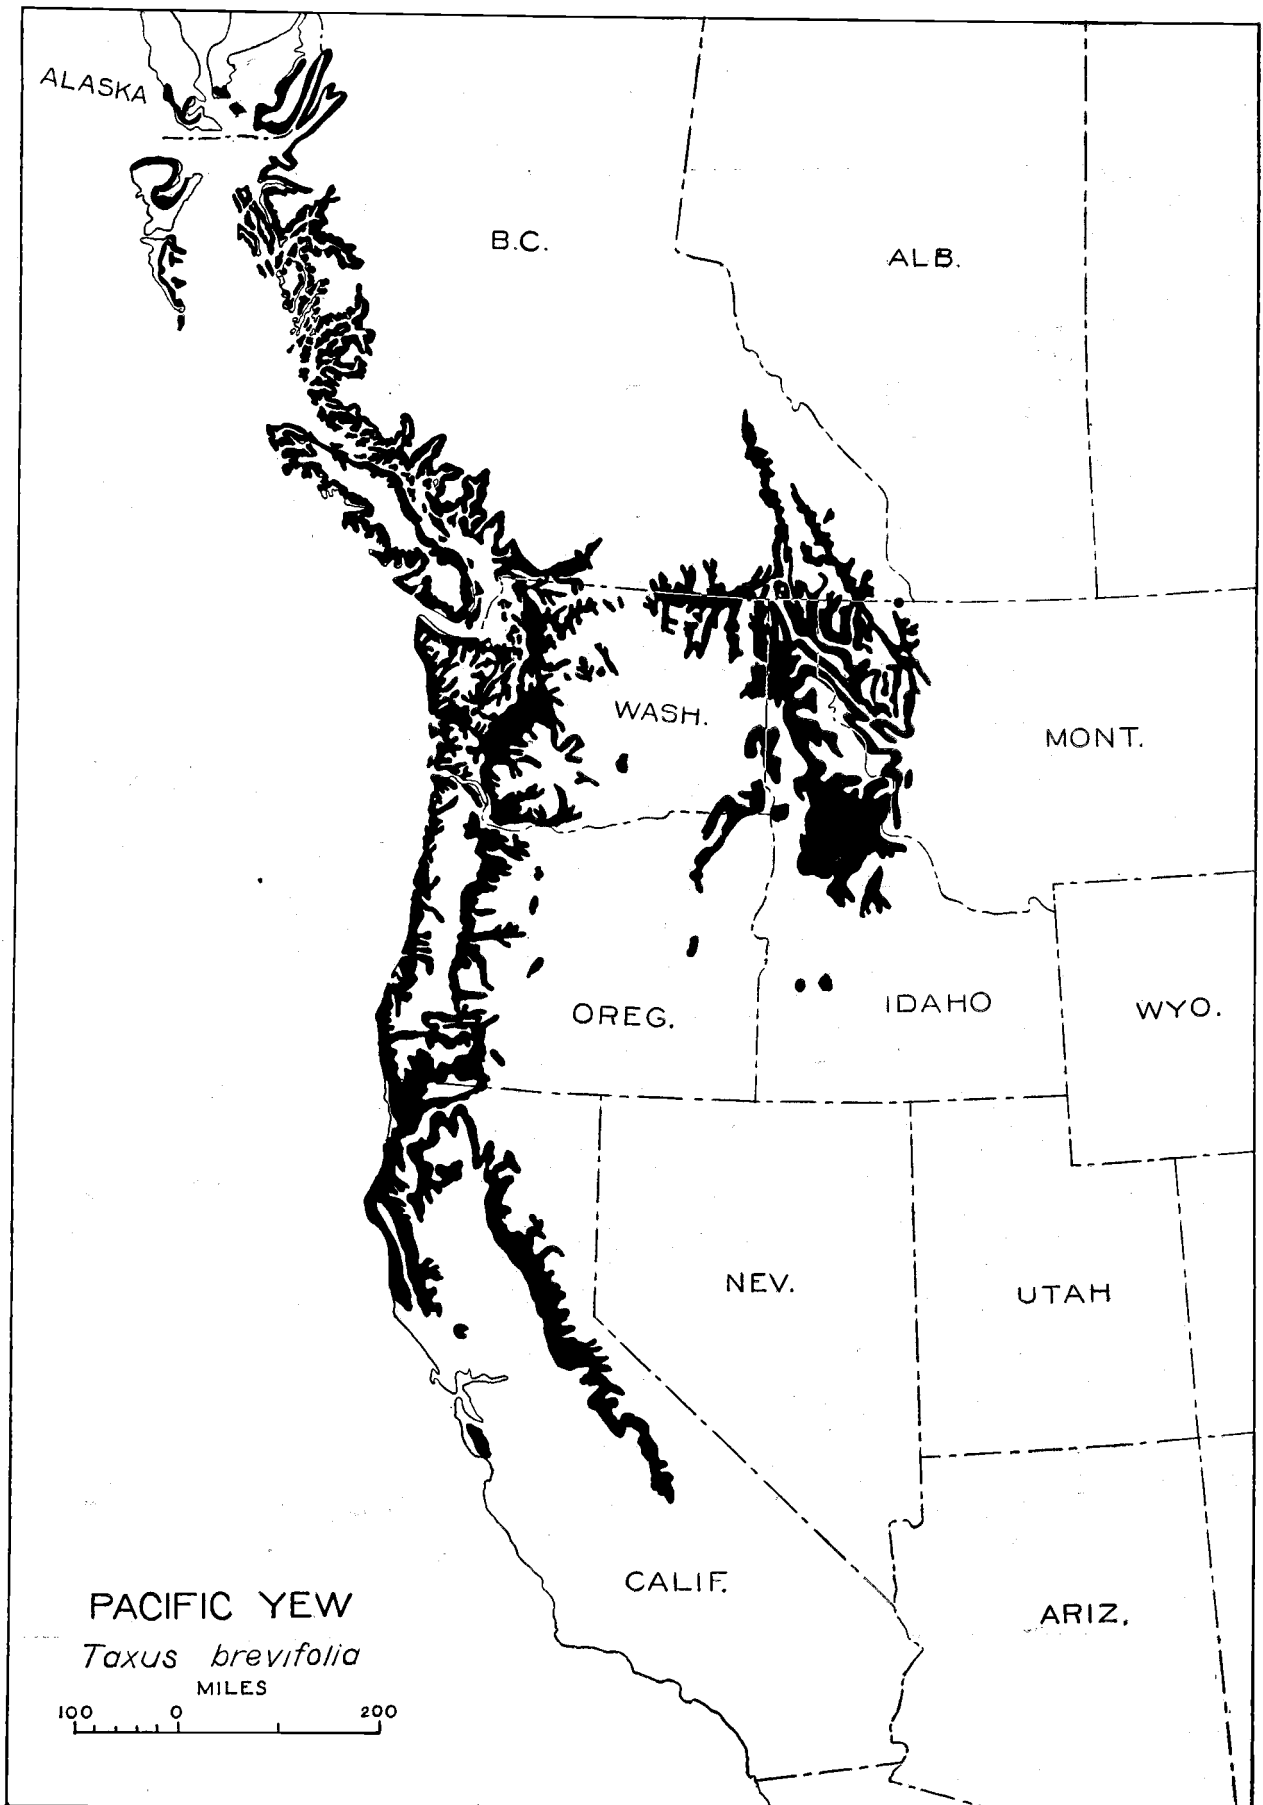 ALASKA
B.C.
ALB.
WASH.
MONT.
OREG.
IDAHO
WYO.
NEV.
UTAH
CALIF.
ARIZ.
PACIFIC YEW
Taxus brevifolia
MILES
100 0 200